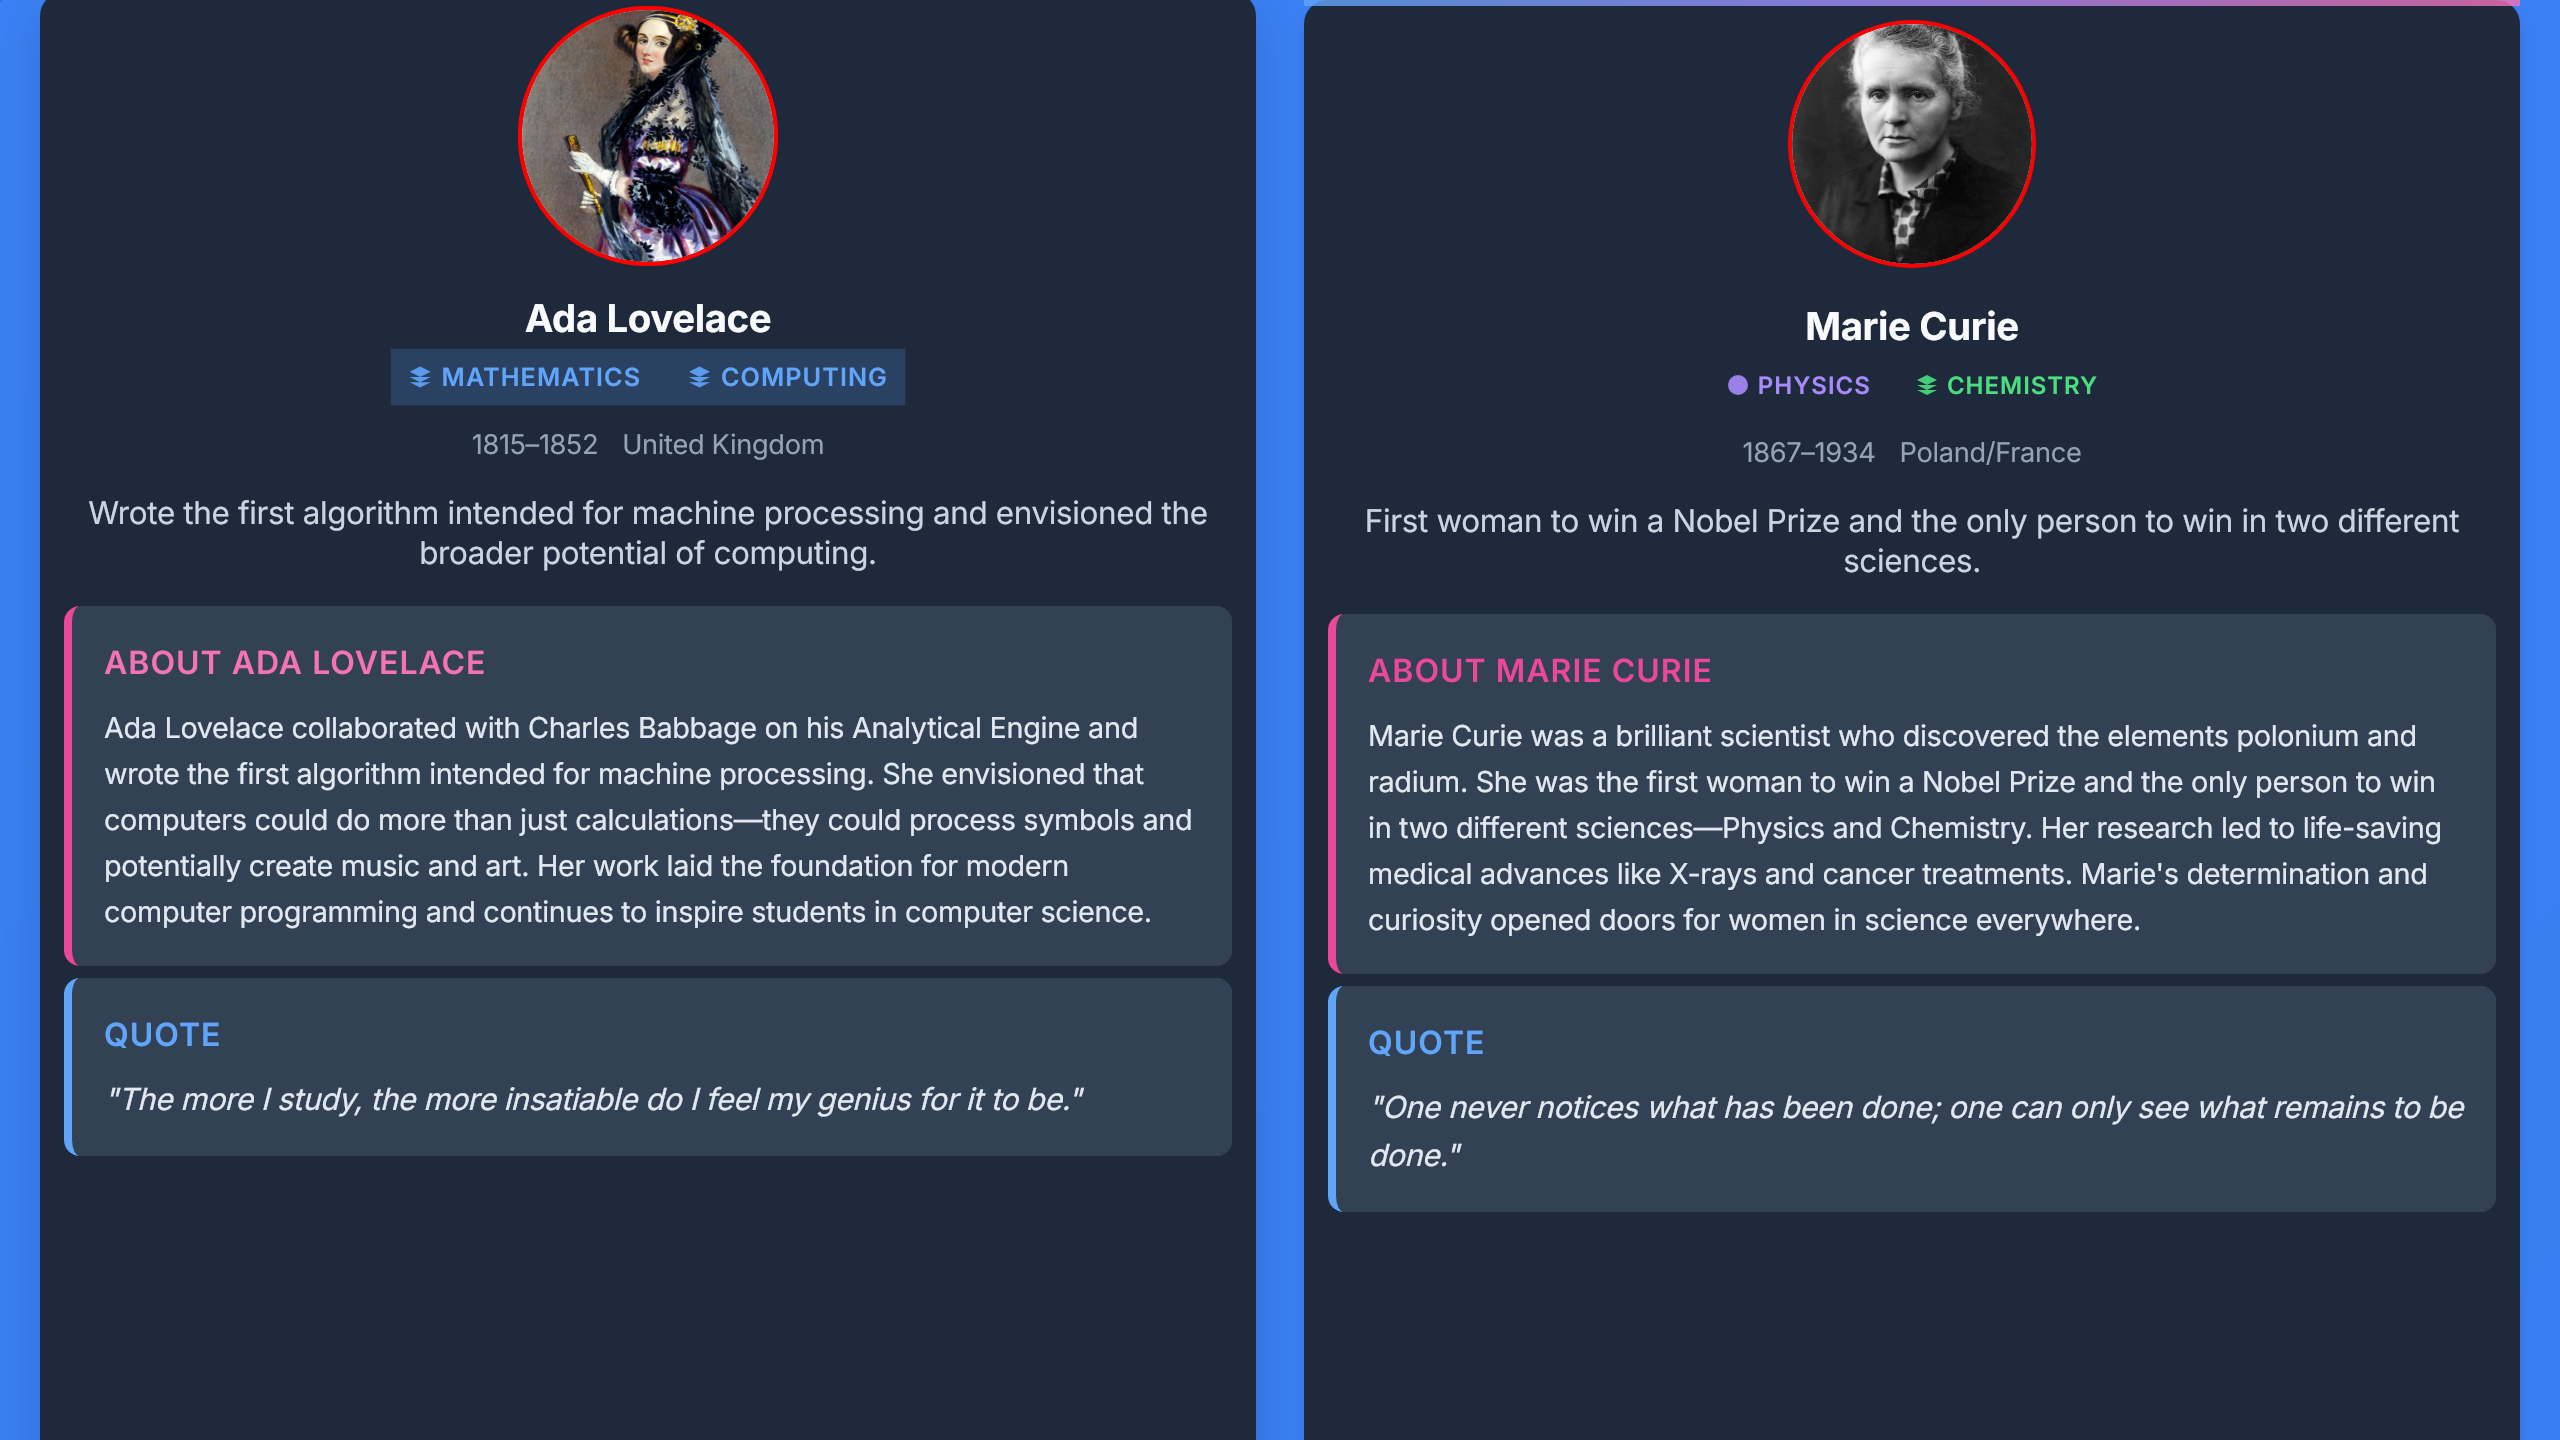 Ada Lovelace
MATHEMATICS COMPUTING
1815–1852 United Kingdom
Wrote the first algorithm intended for machine processing and envisioned the
broader potential of computing.
ABOUT ADA LOVELACE
Ada Lovelace collaborated with Charles Babbage on his Analytical Engine and
wrote the first algorithm intended for machine processing. She envisioned that
computers could do more than just calculations—they could process symbols and
potentially create music and art. Her work laid the foundation for modern
computer programming and continues to inspire students in computer science.
QUOTE
"The more I study, the more insatiable do I feel my genius for it to be."
Marie Curie
PHYSICS CHEMISTRY
1867–1934 Poland/France
First woman to win a Nobel Prize and the only person to win in two different
sciences.
ABOUT MARIE CURIE
Marie Curie was a brilliant scientist who discovered the elements polonium and
radium. She was the first woman to win a Nobel Prize and the only person to win
in two different sciences—Physics and Chemistry. Her research led to life-saving
medical advances like X-rays and cancer treatments. Marie's determination and
curiosity opened doors for women in science everywhere.
QUOTE
"One never notices what has been done; one can only see what remains to be
done."